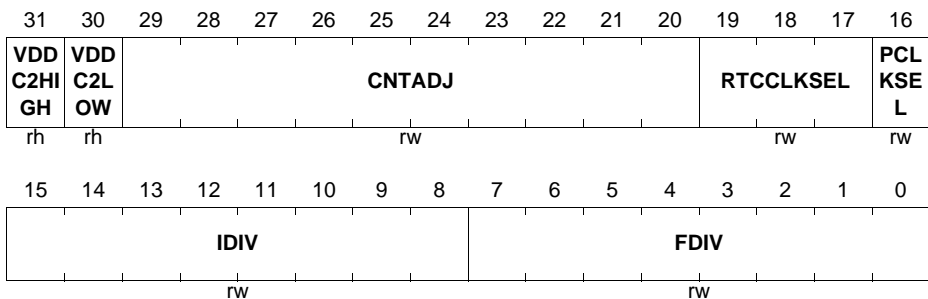 31 30 29 28 27 26 25 24 23 22 21 20 19 18 17 16
VDD C2HI GH VDD C2L OW CNTADJ RTCCLKSEL PCL KSE L
rh rh rw rw rw
15 14 13 12 11 10 9 8 7 6 5 4 3 2 1 0
IDIV FDIV
rw rw